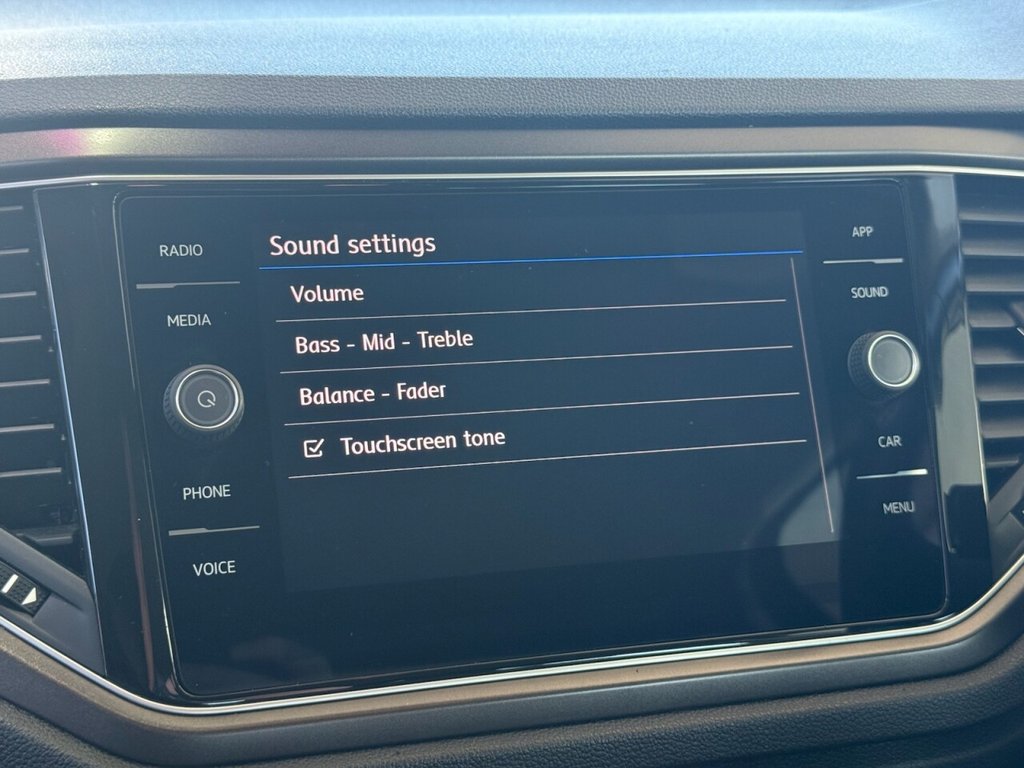 RADIO
MEDIA
PHONE
VOICE
Sound settings
Volume
Bass - Mid - Treble
Balance - Fader
Touchscreen tone
APP
SOUND
CAR
MENU